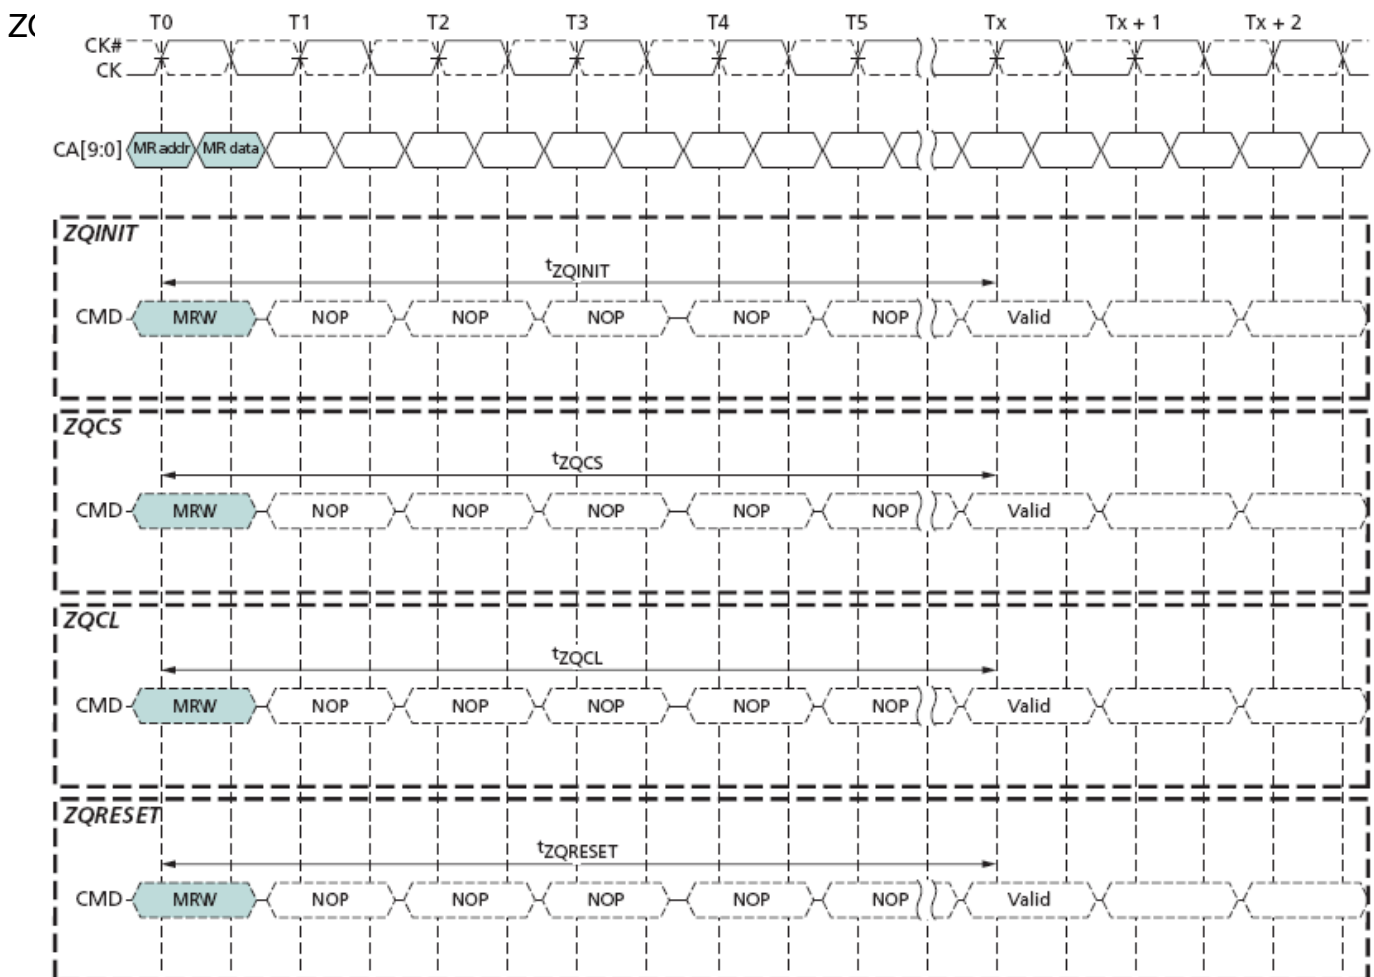 T0 T1 T2 T3 T4 T5 Tx Tx + 1 Tx + 2
CK#
CK
CA[9:0] MR addr MR data
ZQINIT
tZQINIT
CMD MRW NOP NOP NOP NOP NOP Valid
ZQCS
tZQCS
CMD MRW NOP NOP NOP NOP NOP Valid
ZQCL
tZQCL
CMD MRW NOP NOP NOP NOP NOP Valid
ZQRESET
tZQRESET
CMD MRW NOP NOP NOP NOP NOP Valid